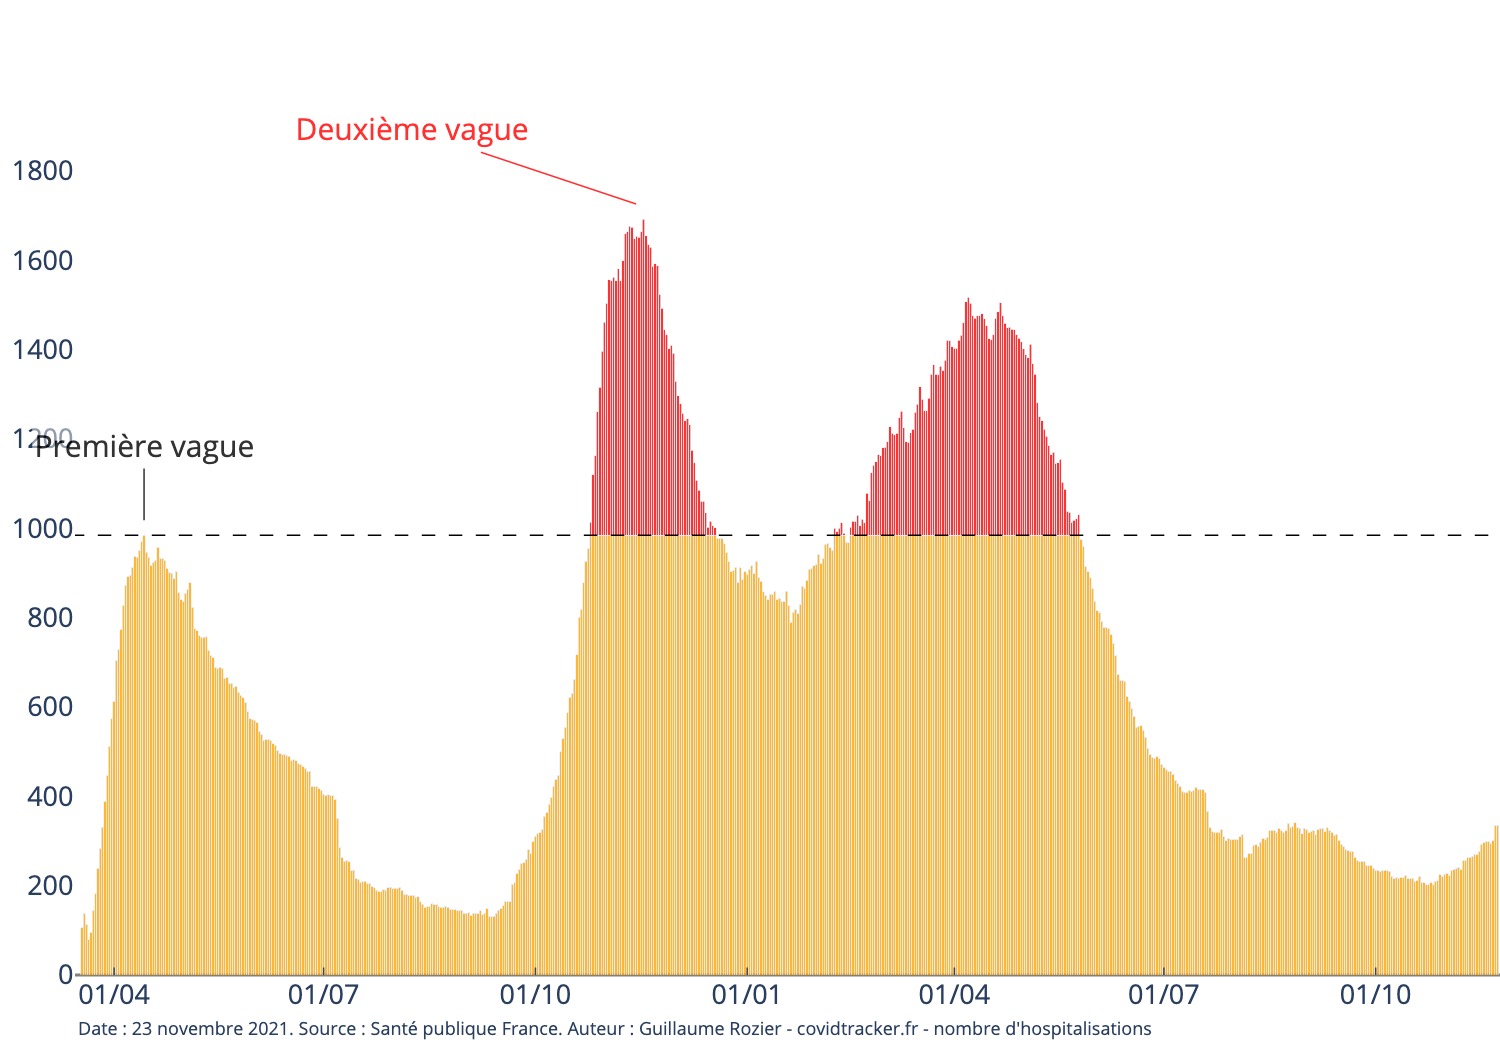 Deuxième vague
1800
1600
1400
1200
Première vague
1000
800
600
400
200
0
01/04 01/07 01/10 01/01 01/04 01/07 01/10
Date : 23 novembre 2021. Source : Santé publique France. Auteur : Guillaume Rozier - covidtracker.fr - nombre d'hospitalisations